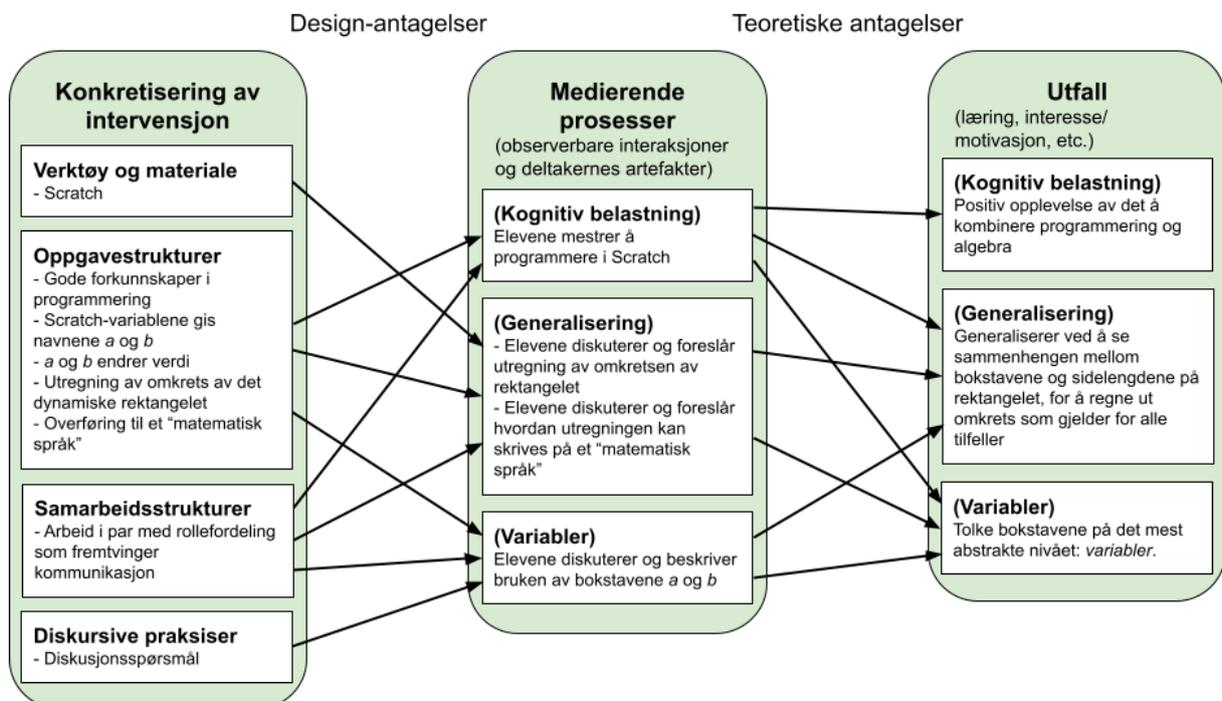 Design-antagelser
Teoretiske antagelser
Konkretisering av
intervensjon
Verktøy og materiale
- Scratch
Oppgavestrukturer
- Gode forkunnskaper i
programmering
- Scratch-variablene gis
navnene a og b
- a og b endrer verdi
- Utregning av omkrets av det
dynamiske rektangelet
- Overføring til et “matematisk
språk”
Samarbeidsstrukturer
- Arbeid i par med rollefordeling
som fremtvinger
kommunikasjon
Diskursive praksiser
- Diskusjonsspørsmål
Medierende
prosesser
(observerbare interaksjoner
og deltakernes artefakter)
(Kognitiv belastning)
Elevene mestrer å
programmere i Scratch
(Generalisering)
- Elevene diskuterer og foreslår
utregning av omkretsen av
rektangelet
- Elevene diskuterer og foreslår
hvordan utregningen kan
skrives på et “matematisk
språk”
(Variabler)
Elevene diskuterer og beskriver
bruken av bokstavene a og b
Utfall
(læring, interesse/
motivasjon, etc.)
(Kognitiv belastning)
Positiv opplevelse av det å
kombinere programmering og
algebra
(Generalisering)
Generaliserer ved å se
sammenhengen mellom
bokstavene og sidelengdene på
rektangelet, for å regne ut
omkrets som gjelder for alle
tilfeller
(Variabler)
Tolke bokstavene på det mest
abstrakte nivået: variabler.